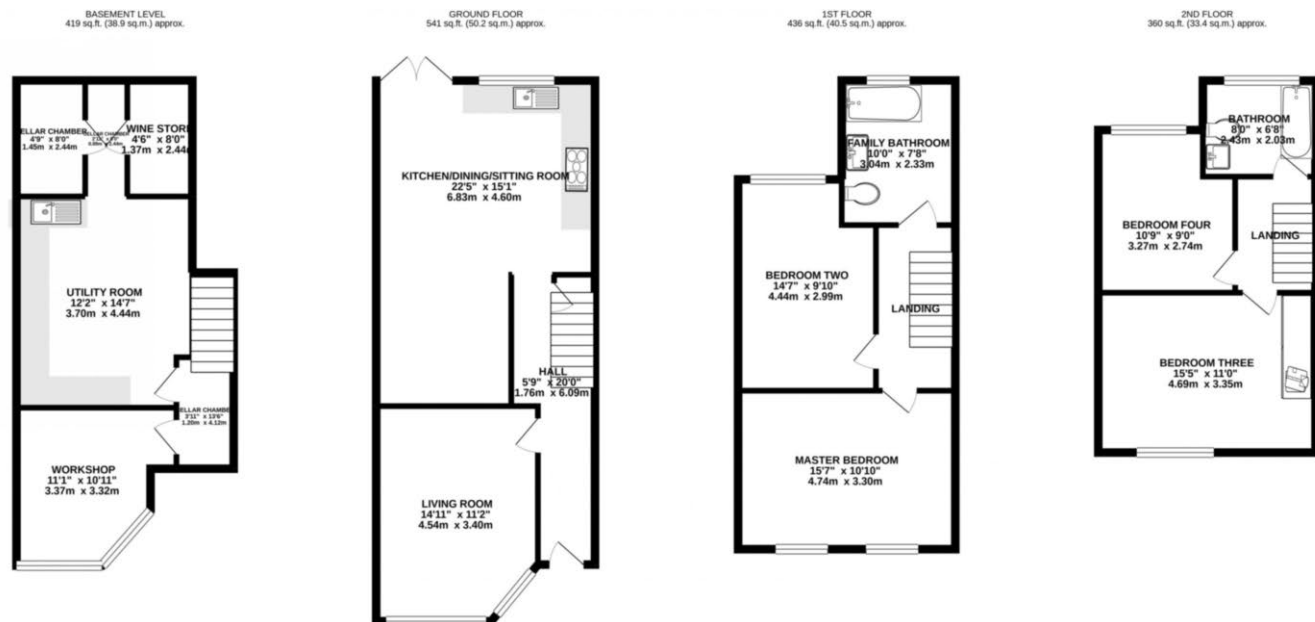 BASEMENT LEVEL
419 sq.ft. (38.9 sq.m.) approx.
ELLAR CHAMBER
4'9" x 8'0"
1.45m x 2.44m
ELLAR CHAMBER
WINE STOR
4'6" x 8'0"
1.37m x 2.44
UTILITY ROOM
12'2" x 14'7"
3.70m x 4.44m
ELLAR CHAMBE
3'11" x 13'6"
1.20m x 4.12m
WORKSHOP
11'1" x 10'11"
3.37m x 3.32m
GROUND FLOOR
541 sq.ft. (50.2 sq.m.) approx.
KITCHEN/DINING/SITTING ROOM
22'5" x 15'1"
6.83m x 4.60m
HALL
5'9" x 20'0"
1.76m x 6.09m
LIVING ROOM
14'11" x 11'2"
4.54m x 3.40m
1ST FLOOR
436 sq.ft. (40.5 sq.m.) approx.
FAMILY BATHROOM
10'0" x 7'8"
3.04m x 2.33m
BEDROOM TWO
14'7" x 9'10"
4.44m x 2.99m
LANDING
MASTER BEDROOM
15'7" x 10'10"
4.74m x 3.30m
2ND FLOOR
360 sq.ft. (33.4 sq.m.) approx.
BATHROOM
8'0" x 6'8"
2.43m x 2.03m
BEDROOM FOUR
10'9" x 9'0"
3.27m x 2.74m
LANDING
BEDROOM THREE
15'5" x 11'0"
4.69m x 3.35m